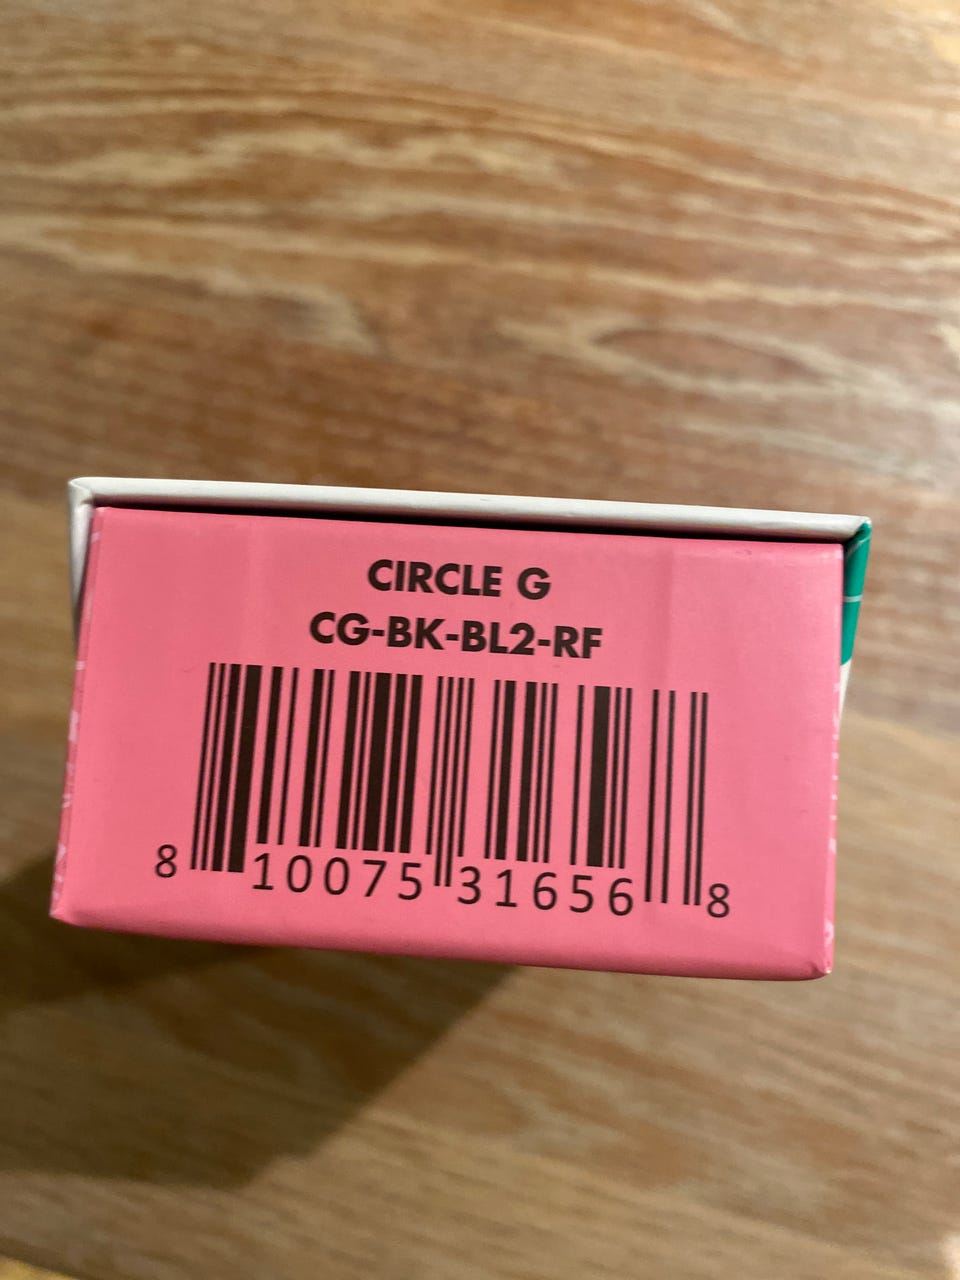 CIRCLE G
CG-BK-BL2-RF
8 10075 31656 8